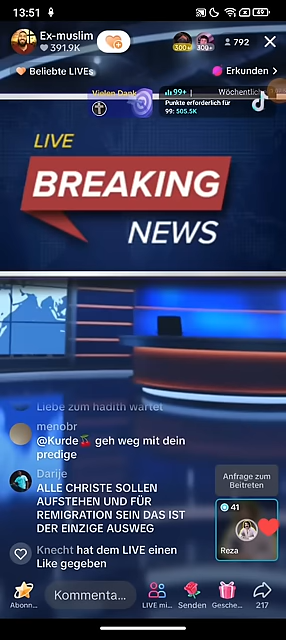 13:51
49
Ex-muslim
391.9K
300+
300+
792
Beliebte LIVEs
Erkunden
Vielen Dank
99+
Wöchentlich
Punkte erforderlich für
99: 505.5K
LIVE
BREAKING
NEWS
Liebe zum hadith wartet
menobr
@Kurde🍒 geh weg mit dein
predige
Darije
ALLE CHRISTE SOLLEN
AUFSTEHEN UND FÜR
REMIGRATION SEIN DAS IST
DER EINZIGE AUSWEG
Knecht hat dem LIVE einen
Like gegeben
Anfrage zum
Beitreten
41
Reza
Kommenta...
Abonn...
LIVE mi...
Senden
Gesche...
217